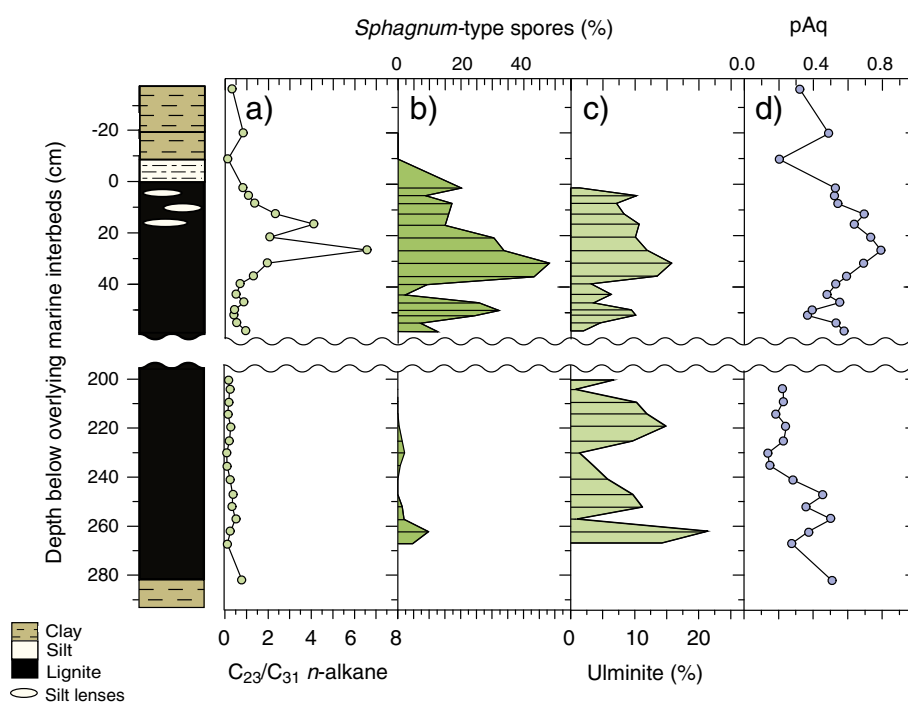 Sphagnum-type spores (%)
pAq
0 20 40
0.0 0.4 0.8
a) b) c) d)
Depth below overlying marine interbeds (cm)
-20
0
20
40
200
220
240
260
280
0 2 4 6 8
0 10 20
C₂₃/C₃₁ n-alkane
Ulminite (%)
Clay
Silt
Lignite
Silt lenses